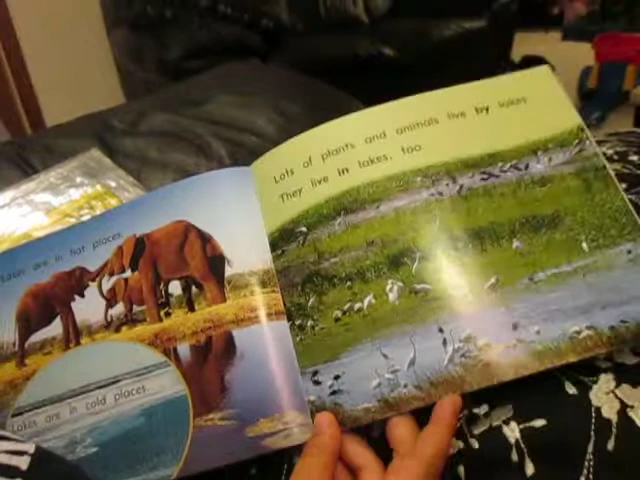 Lakes are in hot places.
Lakes are in cold places.
Lots of plants and animals live by lakes.
They live in lakes, too.